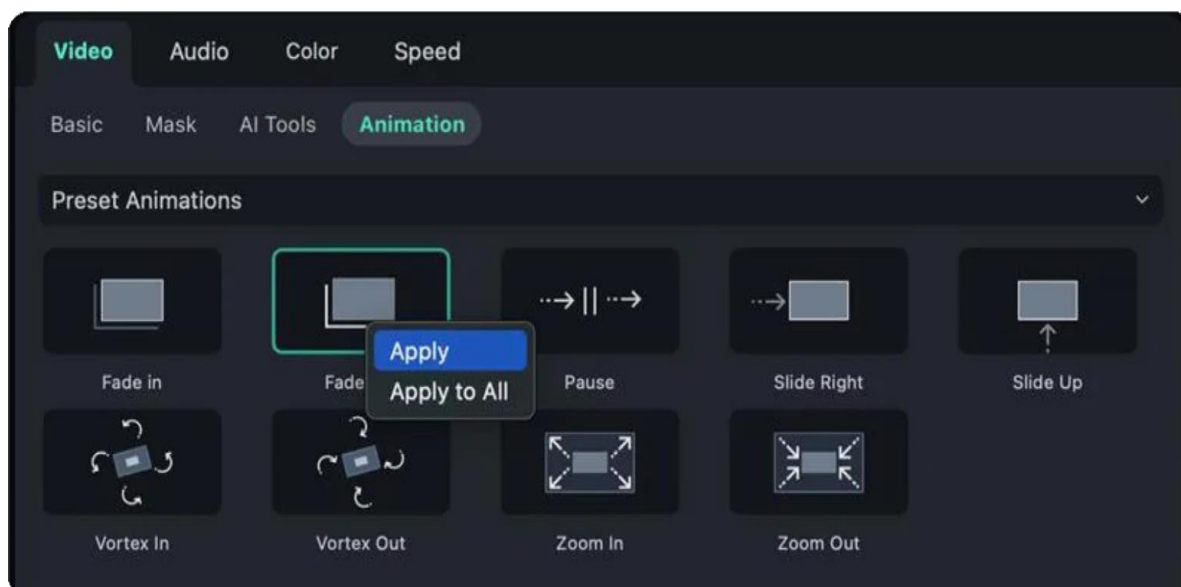 Video Audio Color Speed
Basic Mask AI Tools Animation
Preset Animations
Apply
Apply to All
Fade in Fade Pause Slide Right Slide Up
Vortex In Vortex Out Zoom In Zoom Out